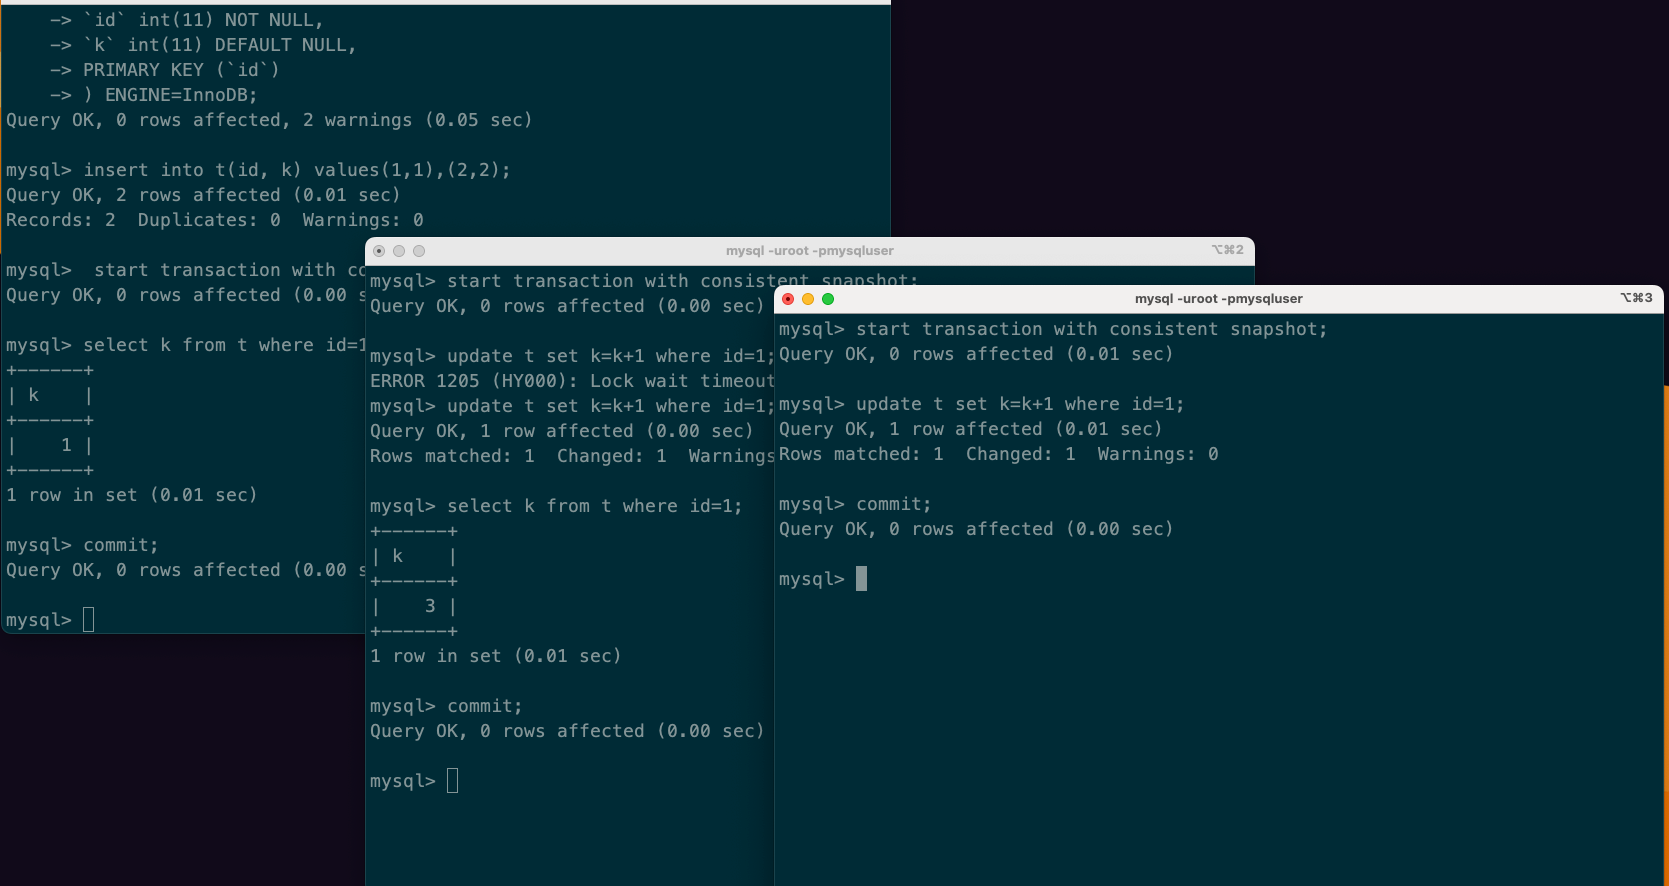 -> `id` int(11) NOT NULL,
    -> `k` int(11) DEFAULT NULL,
    -> PRIMARY KEY (`id`)
    -> ) ENGINE=InnoDB;
Query OK, 0 rows affected, 2 warnings (0.05 sec)
mysql> insert into t(id, k) values(1,1),(2,2);
Query OK, 2 rows affected (0.01 sec)
Records: 2  Duplicates: 0  Warnings: 0
mysql>  start transaction with co
Query OK, 0 rows affected (0.00 s
mysql> select k from t where id=1
+------+
| k    |
+------+
|    1 |
+------+
1 row in set (0.01 sec)
mysql> commit;
Query OK, 0 rows affected (0.00 s
mysql>
mysql -uroot -pmysqluser ⌥⌘2
mysql> start transaction with consistent snapshot;
Query OK, 0 rows affected (0.00 sec)
mysql> update t set k=k+1 where id=1;
ERROR 1205 (HY000): Lock wait timeout
mysql> update t set k=k+1 where id=1;
Query OK, 1 row affected (0.00 sec)
Rows matched: 1  Changed: 1  Warnings
mysql> select k from t where id=1;
+------+
| k    |
+------+
|    3 |
+------+
1 row in set (0.01 sec)
mysql> commit;
Query OK, 0 rows affected (0.00 sec)
mysql>
mysql -uroot -pmysqluser ⌥⌘3
mysql> start transaction with consistent snapshot;
Query OK, 0 rows affected (0.01 sec)
mysql> update t set k=k+1 where id=1;
Query OK, 1 row affected (0.01 sec)
Rows matched: 1  Changed: 1  Warnings: 0
mysql> commit;
Query OK, 0 rows affected (0.00 sec)
mysql>